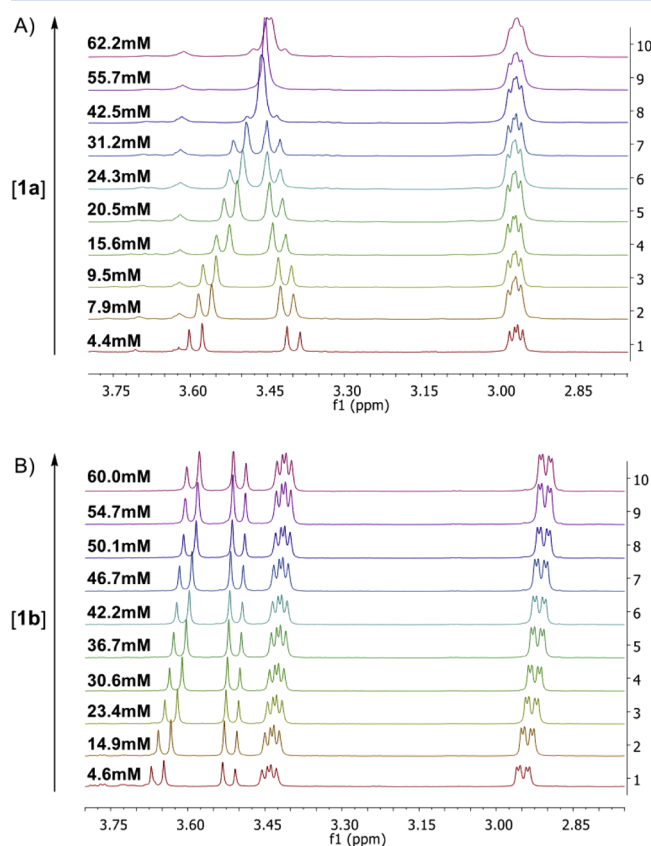 A)
62.2mM
10
55.7mM
9
42.5mM
8
31.2mM
7
[1a]
24.3mM
6
20.5mM
5
15.6mM
4
9.5mM
3
7.9mM
2
4.4mM
1
3.75 3.60 3.45 3.30 3.15 3.00 2.85
f1 (ppm)
B)
60.0mM
10
54.7mM
9
50.1mM
8
46.7mM
7
[1b]
42.2mM
6
36.7mM
5
30.6mM
4
23.4mM
3
14.9mM
2
4.6mM
1
3.75 3.60 3.45 3.30 3.15 3.00 2.85
f1 (ppm)